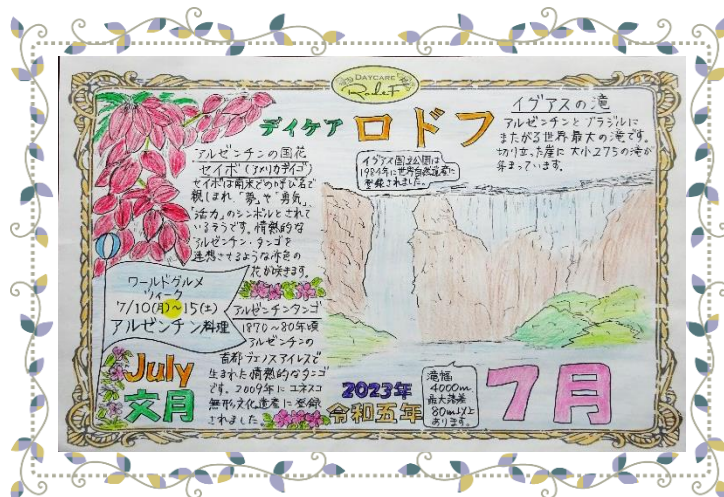 DAYCARE
RodeF
デイケア ロドフ
イグアスの滝
アルゼンチンと ブラジルに
またがる世界最大の滝です。
切り立った崖に 大小275の滝が
集まっています。
イグアス国立公園は
1984年に世界自然遺産に
登録されました。
アルゼンチンの国花
セイボ(アメリカデイゴ)
セイボは南米での呼び名で
親しまれ、「夢」や「勇気」
「活力」のシンボルとされて
いるそうです。情熱的な
アルゼンチン・タンゴを
連想させるような赤色の
花が咲きます。
ワールドグルメ
ウィーク
7/10(月)~15(土)
アルゼンチン料理
アルゼンチンタンゴ
1870~80年頃
アルゼンチンの
首都ブエノスアイレスで
生まれた情熱的なタンゴ
です。2009年にユネスコ
無形文化遺産に登録
されました。
July
文月
2023年
令和五年
滝幅
4000m
最大落差
80m以上
あります。
7月